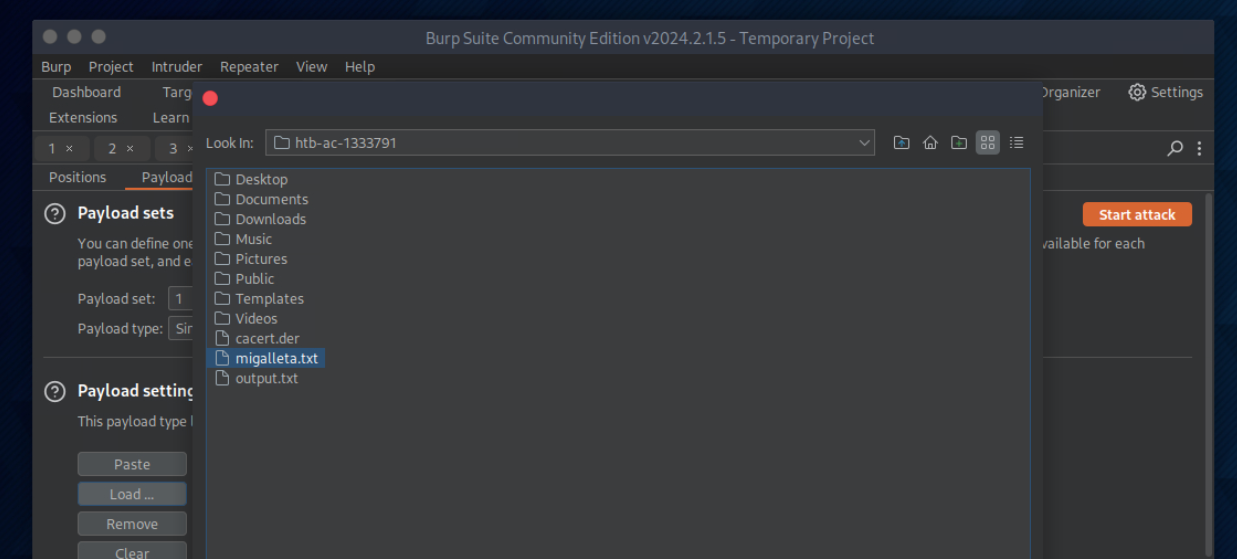 Burp Suite Community Edition v2024.2.1.5 - Temporary Project
Burp Project Intruder Repeater View Help
Dashboard Targ Organizer Settings
Extensions Learn
1 × 2 × 3 ×
Look In: htb-ac-1333791
Positions Payload
Desktop
Documents
Downloads
Music
Pictures
Public
Templates
Videos
cacert.der
migalleta.txt
output.txt
? Payload sets
Start attack
You can define one vailable for each
payload set, and e
Payload set: 1
Payload type: Sin
? Payload setting
This payload type l
Paste
Load ...
Remove
Clear